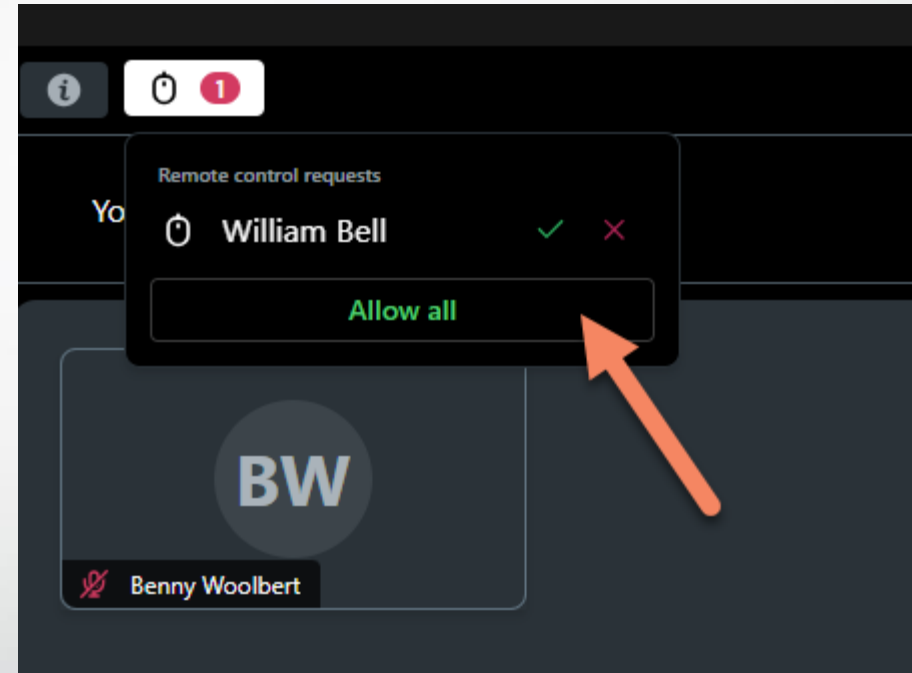 1
Remote control requests
Yo
William Bell
Allow all
BW
Benny Woolbert